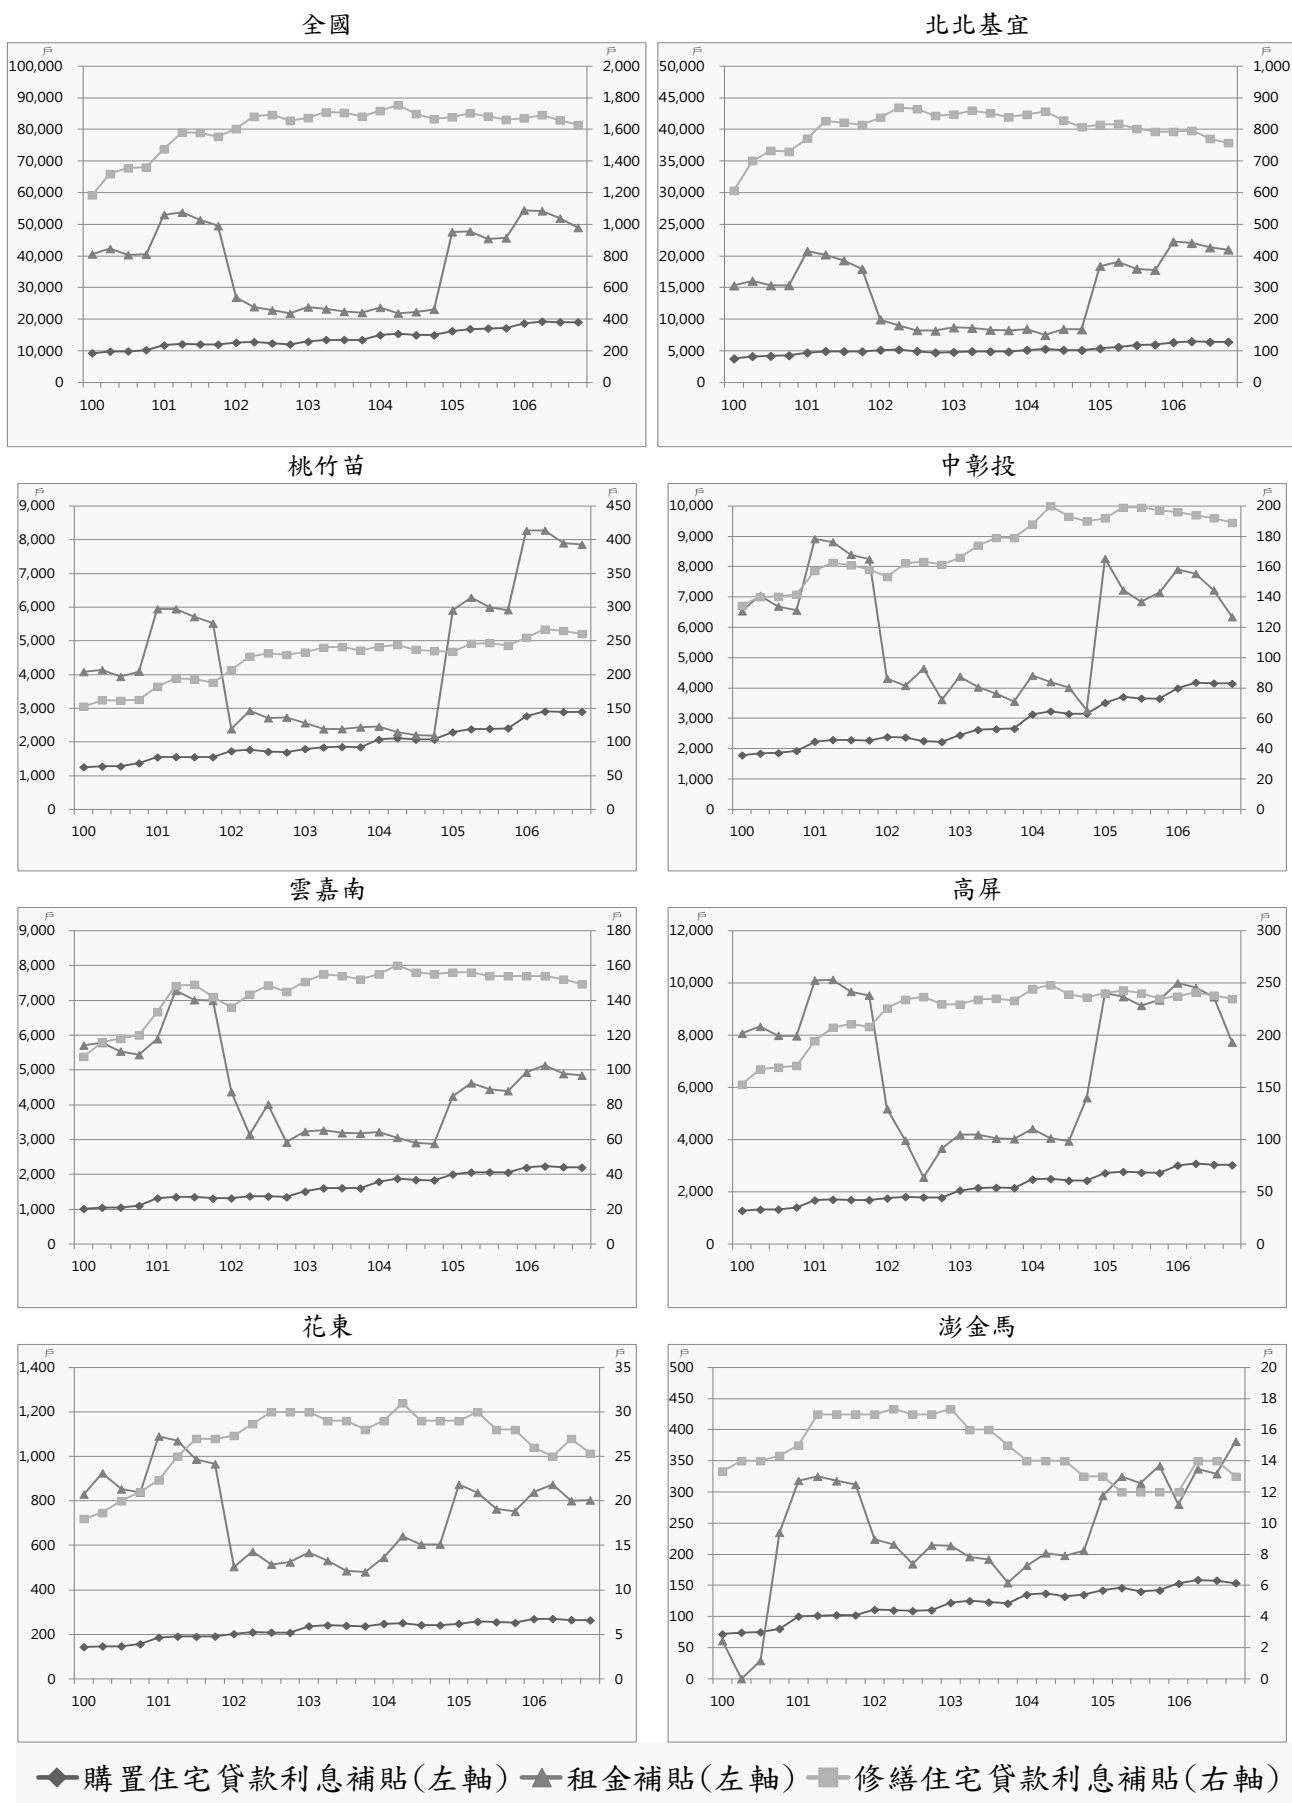 全國
北北基宜
戶 戶 戶 戶
100,000 2,000 50,000 1,000
90,000 1,800 45,000 900
80,000 1,600 40,000 800
70,000 1,400 35,000 700
60,000 1,200 30,000 600
50,000 1,000 25,000 500
40,000 800 20,000 400
30,000 600 15,000 300
20,000 400 10,000 200
10,000 200 5,000 100
0 0 0 0
100 101 102 103 104 105 106 100 101 102 103 104 105 106
桃竹苗
中彰投
戶 戶 戶 戶
9,000 450 10,000 200
8,000 400 9,000 180
7,000 350 8,000 160
6,000 300 7,000 140
5,000 250 6,000 120
4,000 200 5,000 100
3,000 150 4,000 80
2,000 100 3,000 60
1,000 50 2,000 40
0 0 1,000 20
0 0
100 101 102 103 104 105 106 100 101 102 103 104 105 106
雲嘉南
高屏
戶 戶 戶 戶
9,000 180 12,000 300
8,000 160 10,000 250
7,000 140 8,000 200
6,000 120 6,000 150
5,000 100 4,000 100
4,000 80 2,000 50
3,000 60 0 0
2,000 40
1,000 20
0 0
100 101 102 103 104 105 106 100 101 102 103 104 105 106
花東
澎金馬
戶 戶 戶 戶
1,400 35 500 20
1,200 30 450 18
1,000 25 400 16
800 20 350 14
600 15 300 12
400 10 250 10
200 5 200 8
0 0 150 6
100 4
50 2
0 0
100 101 102 103 104 105 106 100 101 102 103 104 105 106
購置住宅貸款利息補貼(左軸) 租金補貼(左軸) 修繕住宅貸款利息補貼(右軸)